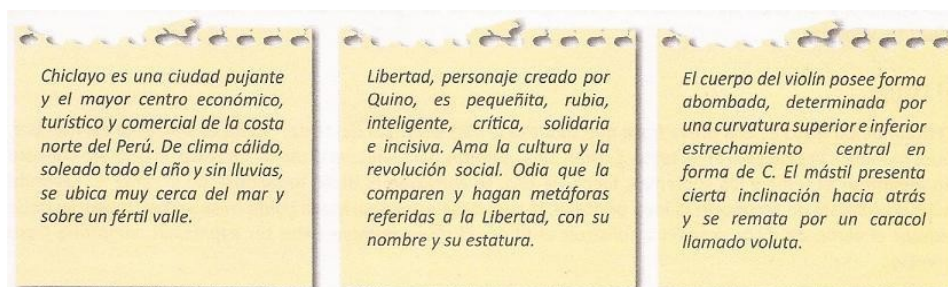 Chiclayo es una ciudad pujante
y el mayor centro económico,
turístico y comercial de la costa
norte del Perú. De clima cálido,
soleado todo el año y sin lluvias,
se ubica muy cerca del mar y
sobre un fértil valle.
Libertad, personaje creado por
Quino, es pequeñita, rubia,
inteligente, crítica, solidaria
e incisiva. Ama la cultura y la
revolución social. Odia que la
comparen y hagan metáforas
referidas a la Libertad, con su
nombre y su estatura.
El cuerpo del violín posee forma
abombada, determinada por
una curvatura superior e inferior
estrechamiento central en
forma de C. El mástil presenta
cierta inclinación hacia atrás
y se remata por un caracol
llamado voluta.